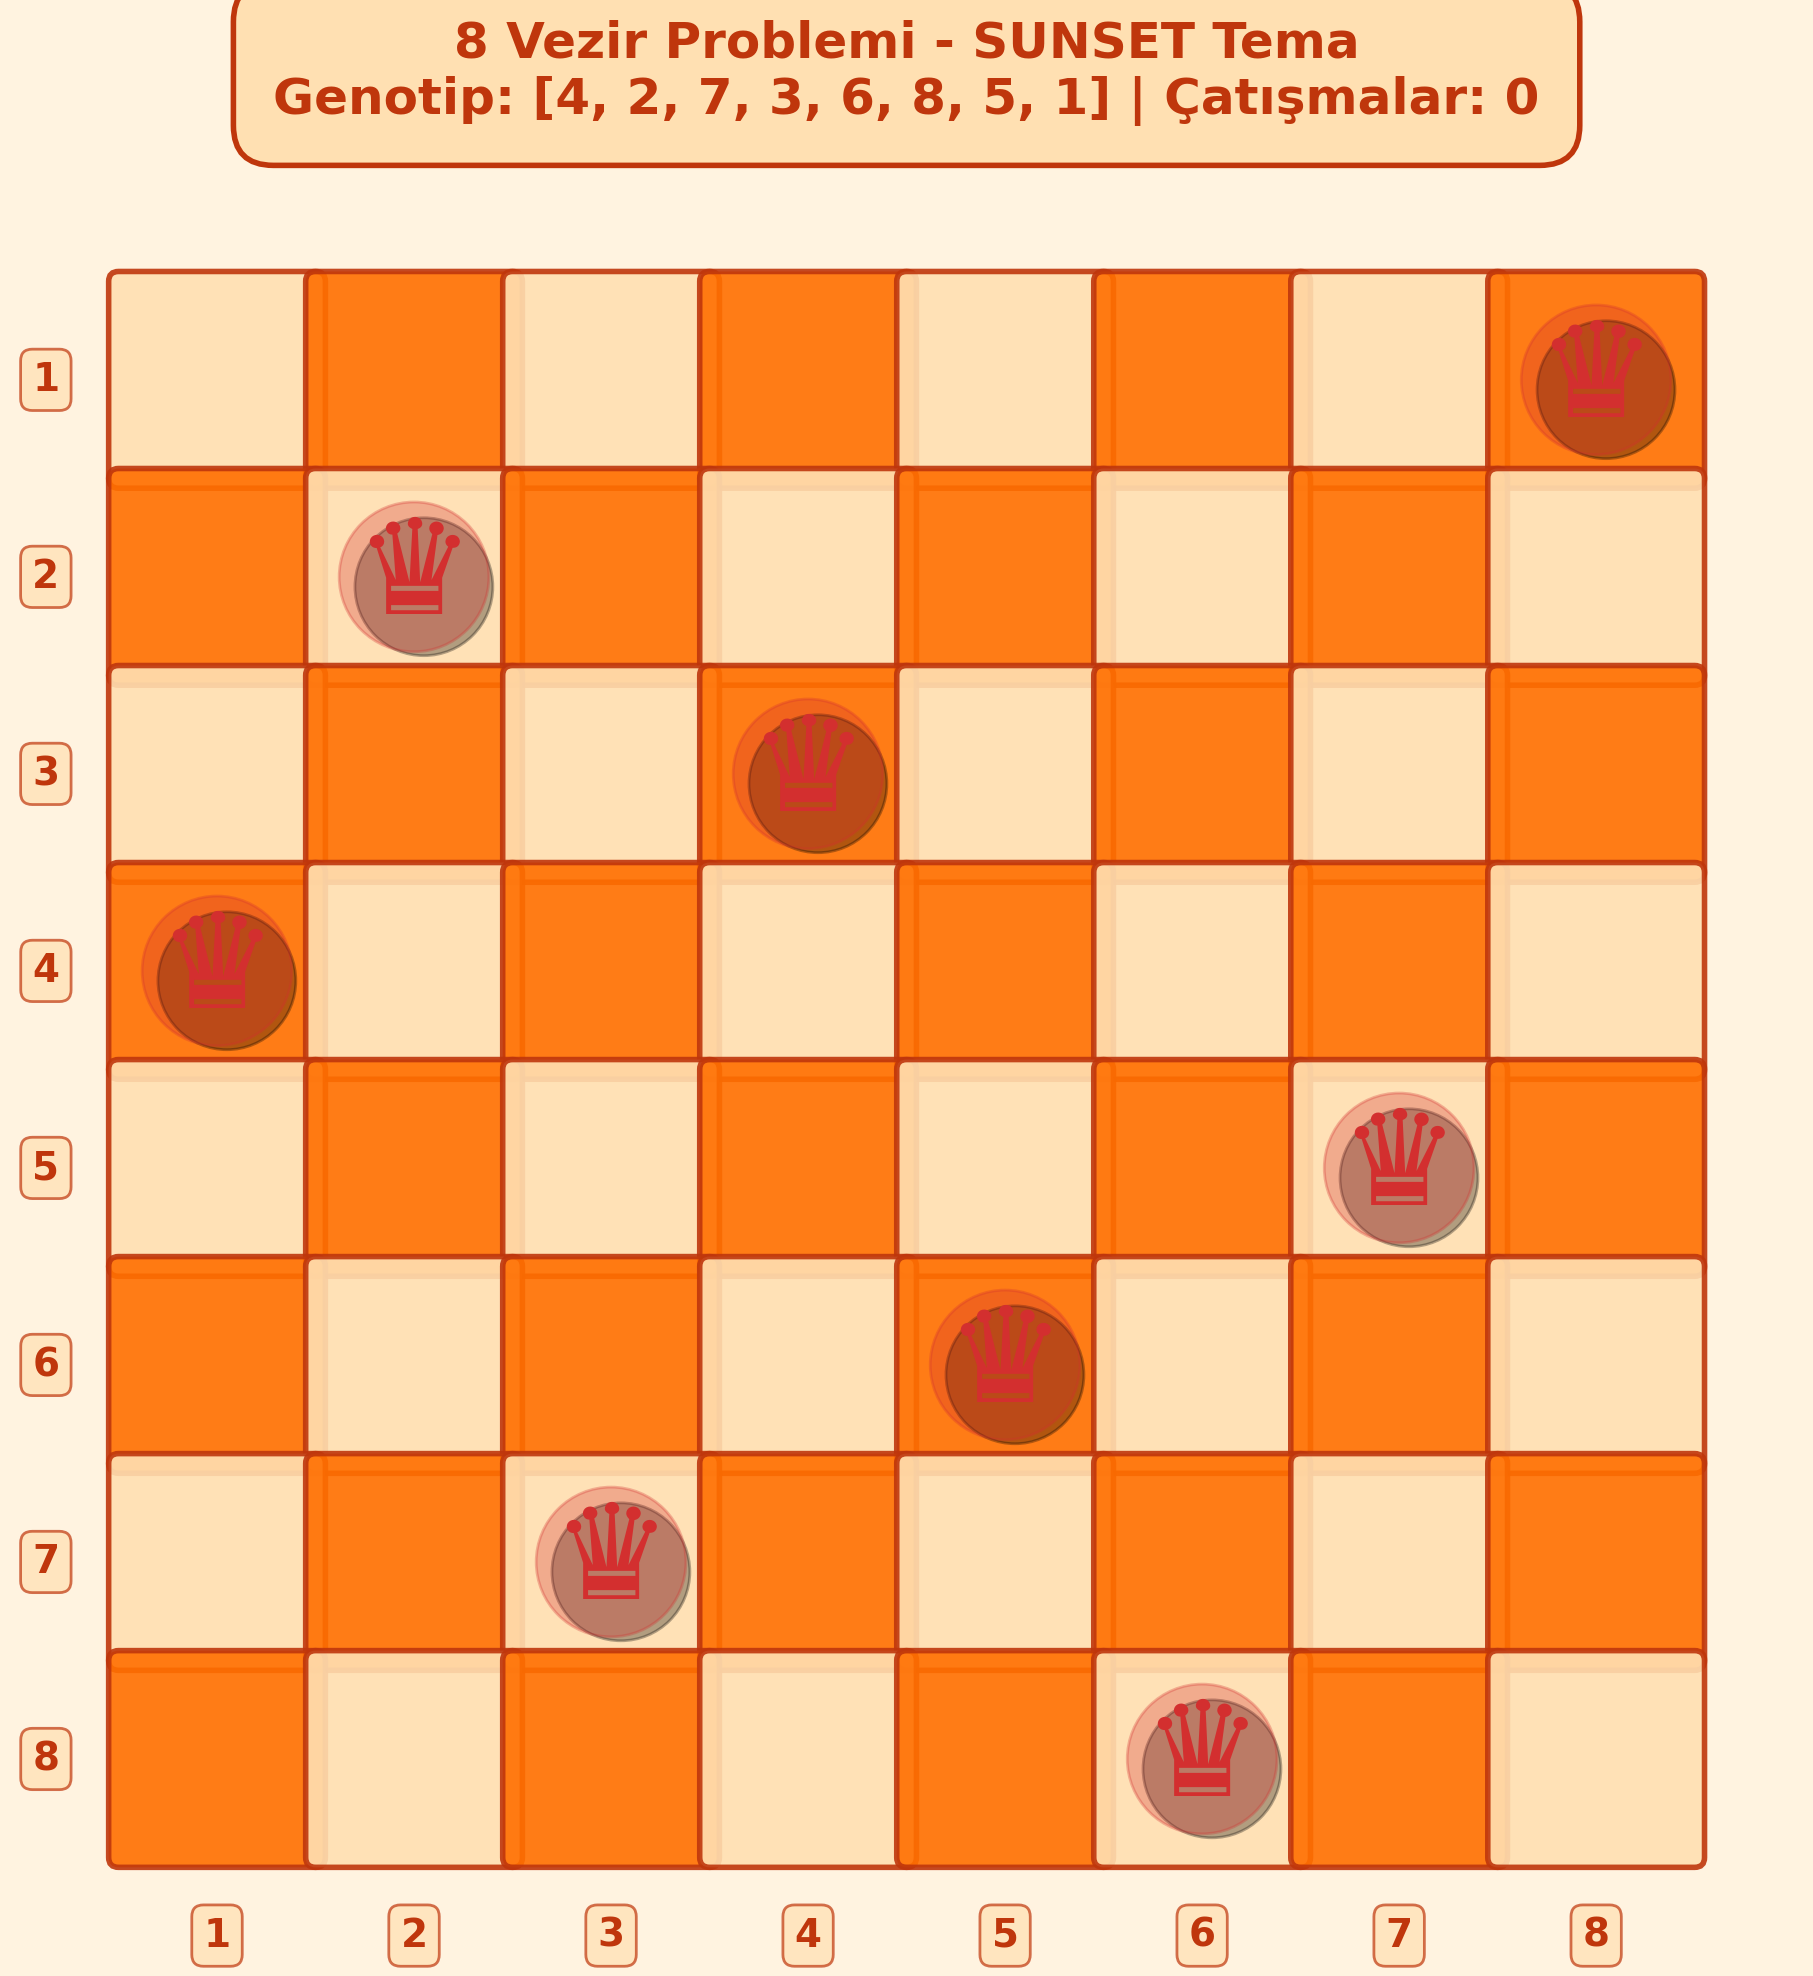 8 Vezir Problemi - SUNSET Tema
Genotip: [4, 2, 7, 3, 6, 8, 5, 1] | Çatışmalar: 0
1
2
3
4
5
6
7
8
1 2 3 4 5 6 7 8